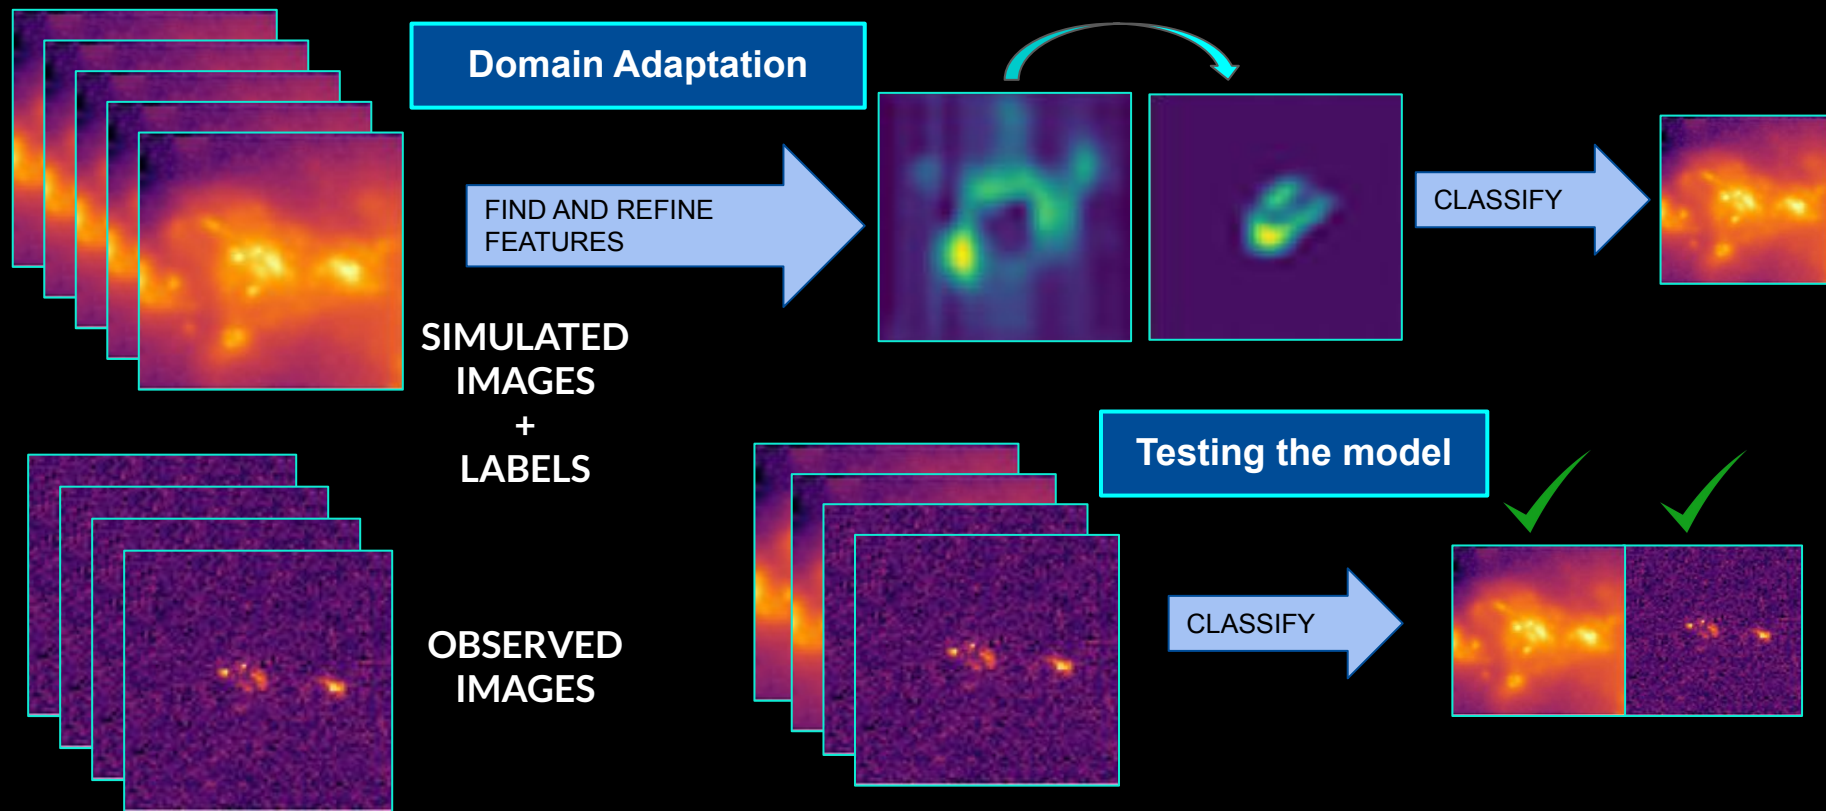 Domain Adaptation
FIND AND REFINE
FEATURES
CLASSIFY
SIMULATED
IMAGES
+
LABELS
Testing the model
OBSERVED
IMAGES
CLASSIFY